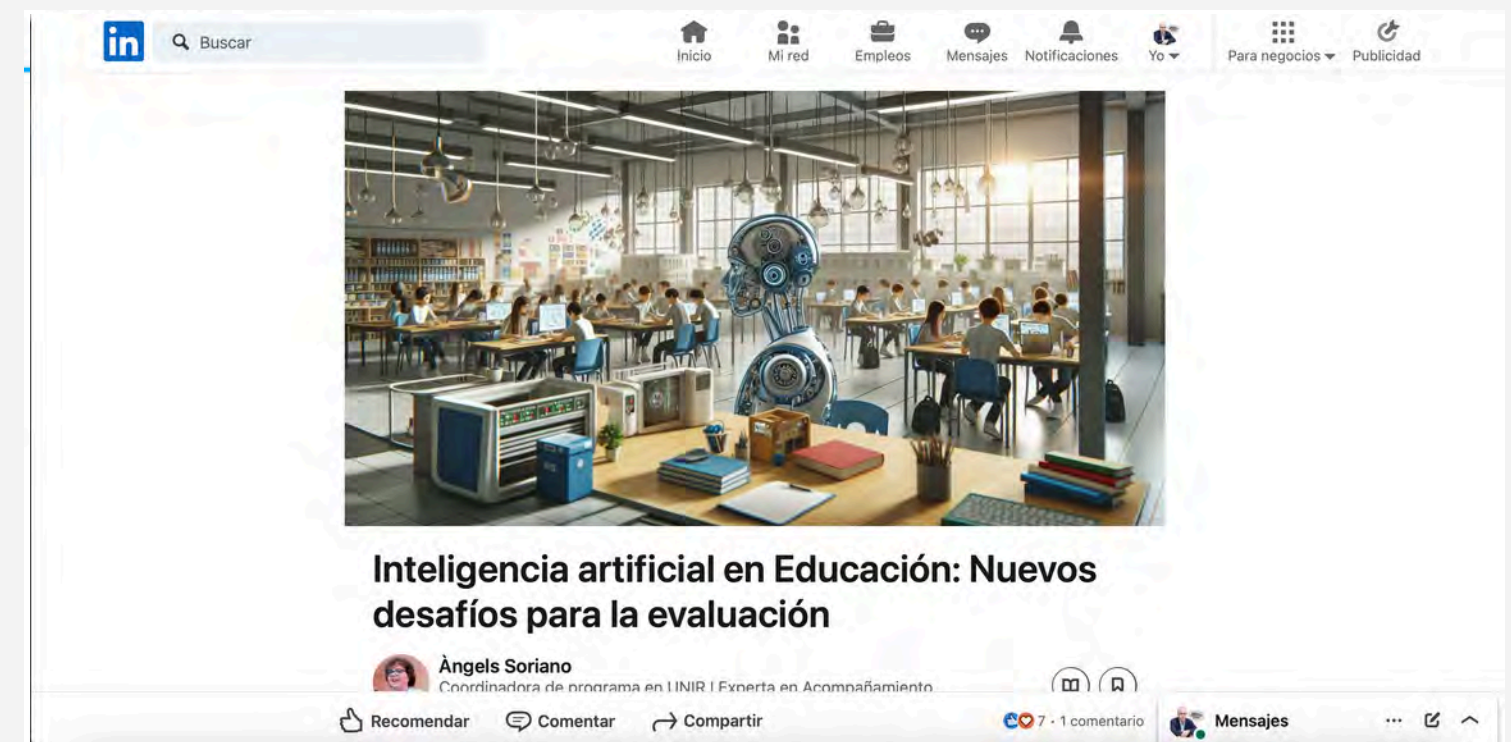 in
Buscar
Inicio
Mi red
Empleos
Mensajes
Notificaciones
Yo
Para negocios
Publicidad
Inteligencia artificial en Educación: Nuevos
desafíos para la evaluación
Àngels Soriano
Coordinadora de programa en UNIR | Experta en Acompañamiento
Recomendar
Comentar
Compartir
7 · 1 comentario
Mensajes